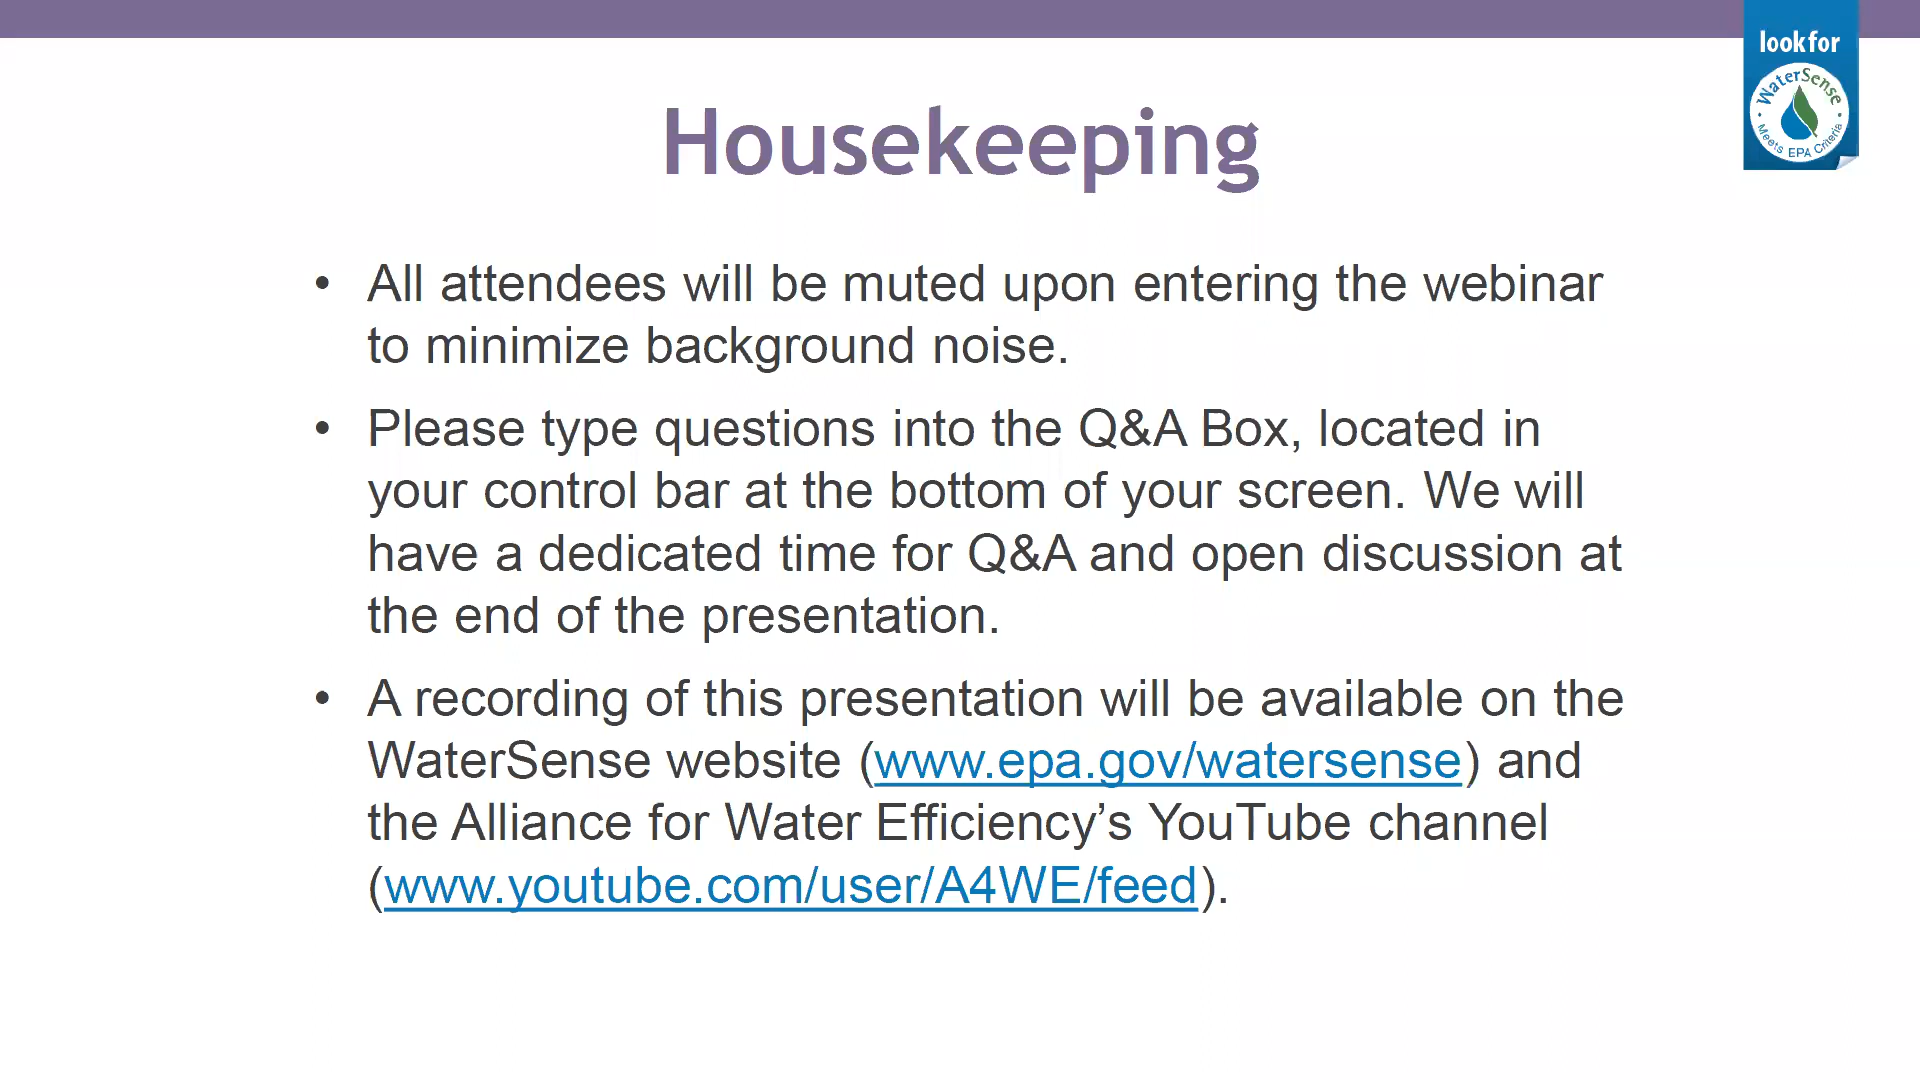 look for
WaterSense
Meets EPA Criteria
Housekeeping
• All attendees will be muted upon entering the webinar
to minimize background noise.
• Please type questions into the Q&A Box, located in
your control bar at the bottom of your screen. We will
have a dedicated time for Q&A and open discussion at
the end of the presentation.
• A recording of this presentation will be available on the
WaterSense website (www.epa.gov/watersense) and
the Alliance for Water Efficiency’s YouTube channel
(www.youtube.com/user/A4WE/feed).